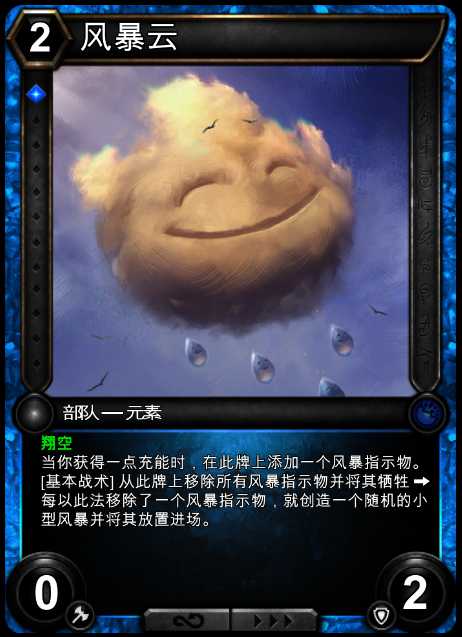 2
风暴云
部队 — 元素
翔空
当你获得一点充能时，在此牌上添加一个风暴指示物。
[基本战术] 从此牌上移除所有风暴指示物并将其牺牲 ➡
每以此法移除了一个风暴指示物，就创造一个随机的小
型风暴并将其放置进场。
0
2